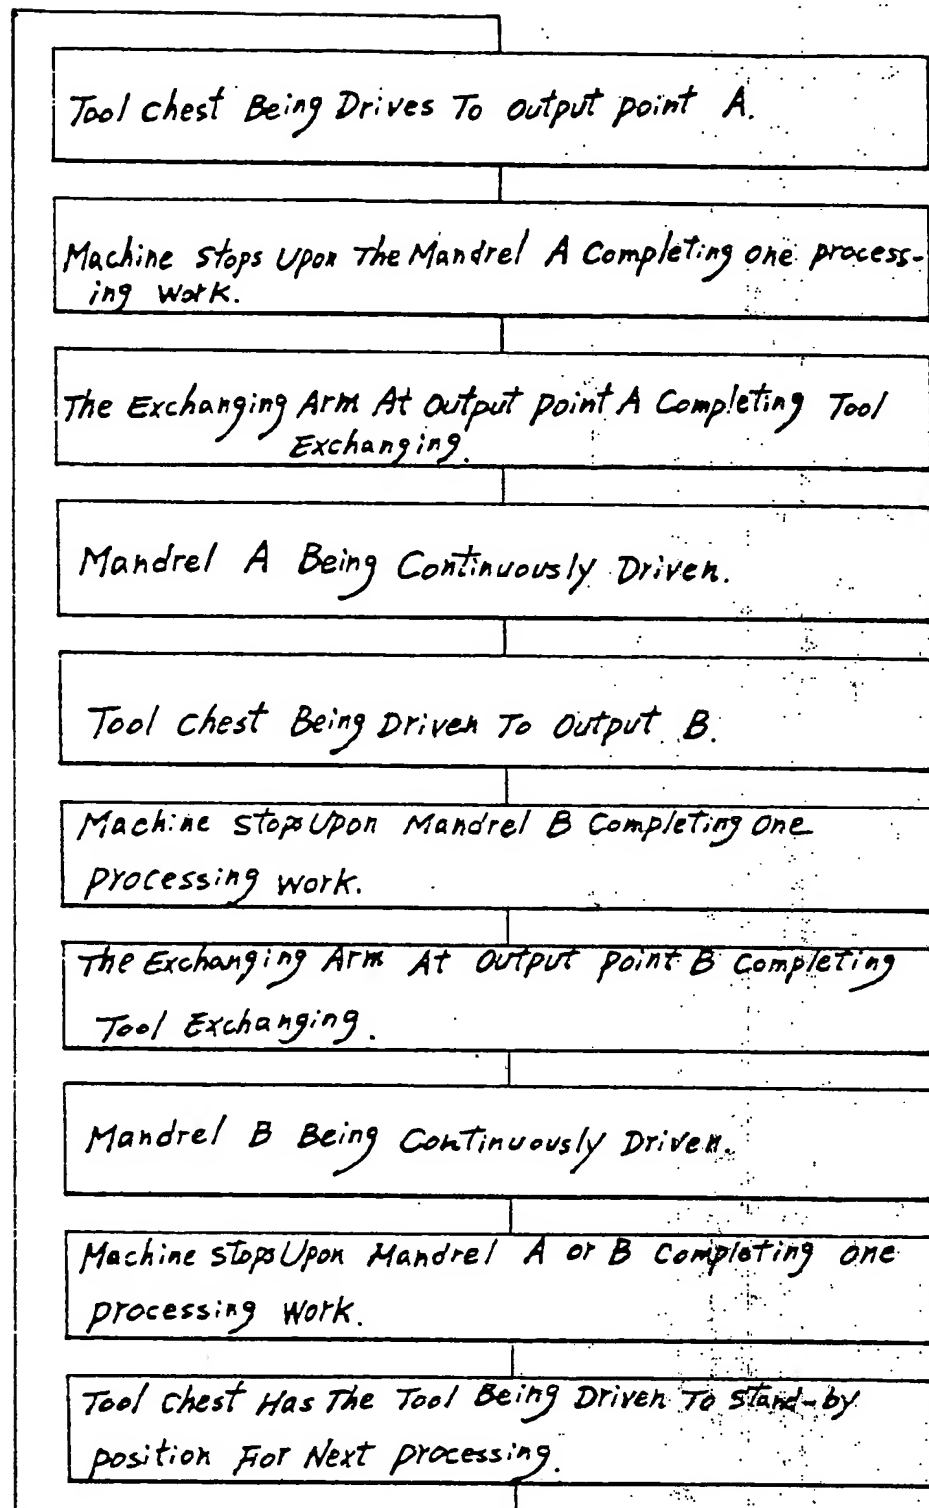 Tool Chest Being Drives To Output point A.
Machine Stops Upon The Mandrel A Completing one process-
ing Work.
The Exchanging Arm At Output Point A Completing Tool
Exchanging.
Mandrel A Being Continuously Driven.
Tool Chest Being Driven To Output B.
Machine Stops Upon Mandrel B Completing One
processing Work.
The Exchanging Arm At Output Point B Completing
Tool Exchanging.
Mandrel B Being Continuously Driven.
Machine Stops Upon Mandrel A or B Completing one
processing Work.
Tool Chest Has The Tool Being Driven To Stand-by
position For Next processing.